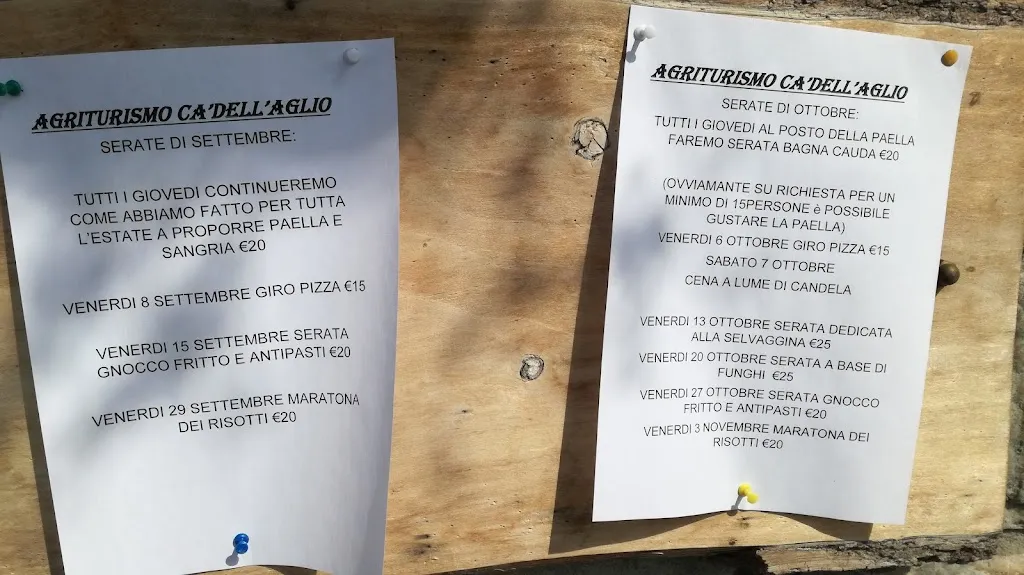 AGRITURISMO CA'DELL'AGLIO
SERATE DI SETTEMBRE:
TUTTI I GIOVEDI CONTINUEREMO
COME ABBIAMO FATTO PER TUTTA
L'ESTATE A PROPORRE PAELLA E
SANGRIA €20
VENERDI 8 SETTEMBRE GIRO PIZZA €15
VENERDI 15 SETTEMBRE SERATA
GNOCCO FRITTO E ANTIPASTI €20
VENERDI 29 SETTEMBRE MARATONA
DEI RISOTTI €20
AGRITURISMO CA'DELL'AGLIO
SERATE DI OTTOBRE:
TUTTI I GIOVEDI AL POSTO DELLA PAELLA
FAREMO SERATA BAGNA CAUDA €20
(OVVIAMANTE SU RICHIESTA PER UN
MINIMO DI 15PERSONE è POSSIBILE
GUSTARE LA PAELLA)
VENERDI 6 OTTOBRE GIRO PIZZA €15
SABATO 7 OTTOBRE
CENA A LUME DI CANDELA
VENERDI 13 OTTOBRE SERATA DEDICATA
ALLA SELVAGGINA €25
VENERDI 20 OTTOBRE SERATA A BASE DI
FUNGHI €25
VENERDI 27 OTTOBRE SERATA GNOCCO
FRITTO E ANTIPASTI €20
VENERDI 3 NOVEMBRE MARATONA DEI
RISOTTI €20